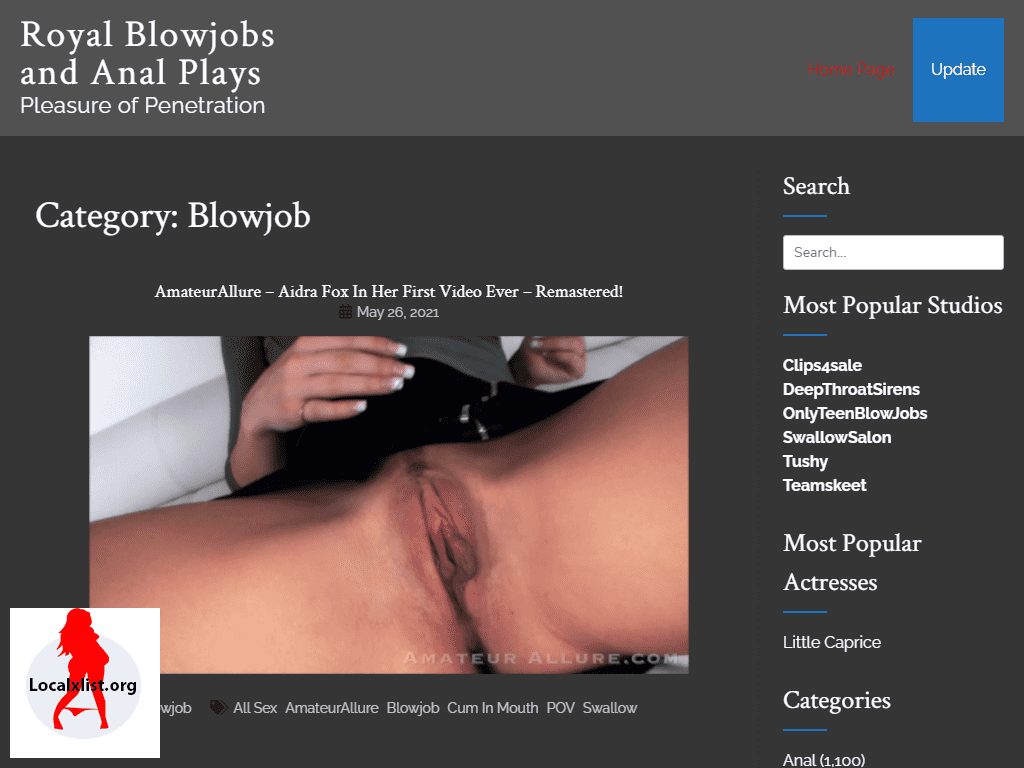 Royal Blowjobs
and Anal Plays
Pleasure of Penetration
Home Page
Update
Category: Blowjob
AmateurAllure – Aidra Fox In Her First Video Ever – Remastered!
May 26, 2021
AMATEUR ALLURE.COM
All Sex AmateurAllure Blowjob Cum In Mouth POV Swallow
Localxlist.org
Search
Search...
Most Popular Studios
Clips4sale
DeepThroatSirens
OnlyTeenBlowJobs
SwallowSalon
Tushy
Teamskeet
Most Popular
Actresses
Little Caprice
Categories
Anal (1,100)